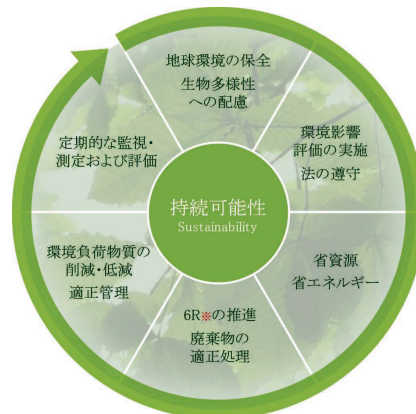 地球環境の保全
生物多様性
への配慮
環境影響
評価の実施
法の遵守
省資源
省エネルギー
6R※の推進
廃棄物の
適正処理
環境負荷物質の
削減・低減
適正管理
定期的な監視・
測定および評価
持続可能性
Sustainability